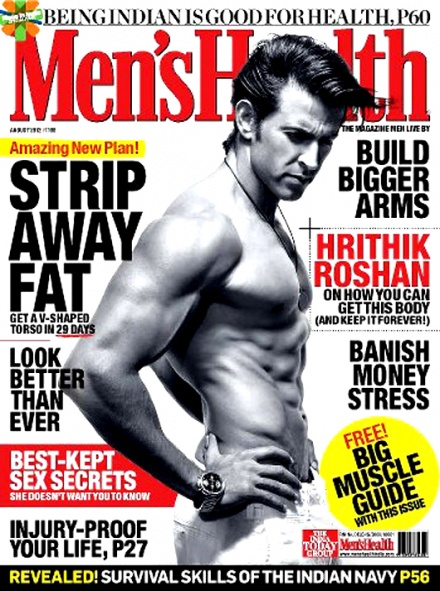 BEING INDIAN IS GOOD FOR HEALTH, P60
Men'sHealth
AUGUST 2012
THE MAGAZINE MEN LIVE BY
Amazing New Plan!
STRIP
AWAY
FAT
GET A V-SHAPED
TORSO IN 29 DAYS
BUILD
BIGGER
ARMS
HRITHIK
ROSHAN
ON HOW YOU CAN
GET THIS BODY
(AND KEEP IT FOREVER!)
LOOK
BETTER
THAN
EVER
BANISH
MONEY
STRESS
BEST-KEPT
SEX SECRETS
SHE DOESN'T WANT YOU TO KNOW
FREE!
BIG
MUSCLE
GUIDE
WITH THIS ISSUE
INJURY-PROOF
YOUR LIFE, P27
THE
INDIA
TODAY
GROUP
Men'sHealth
REVEALED! SURVIVAL SKILLS OF THE INDIAN NAVY P56